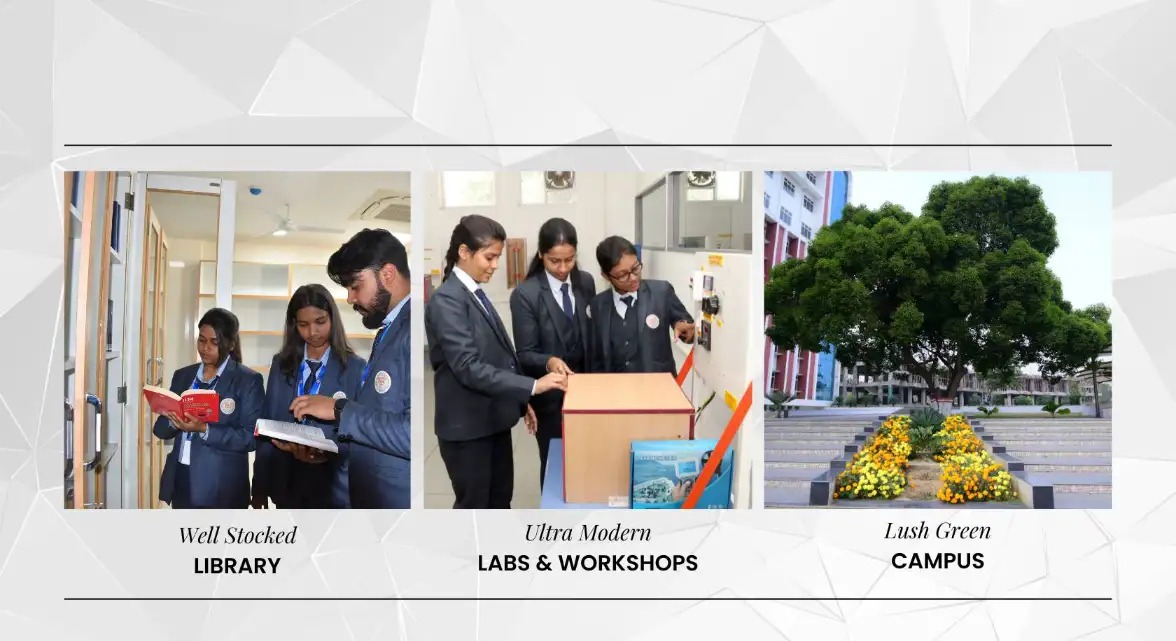 Well Stocked
LIBRARY
Ultra Modern
LABS & WORKSHOPS
Lush Green
CAMPUS